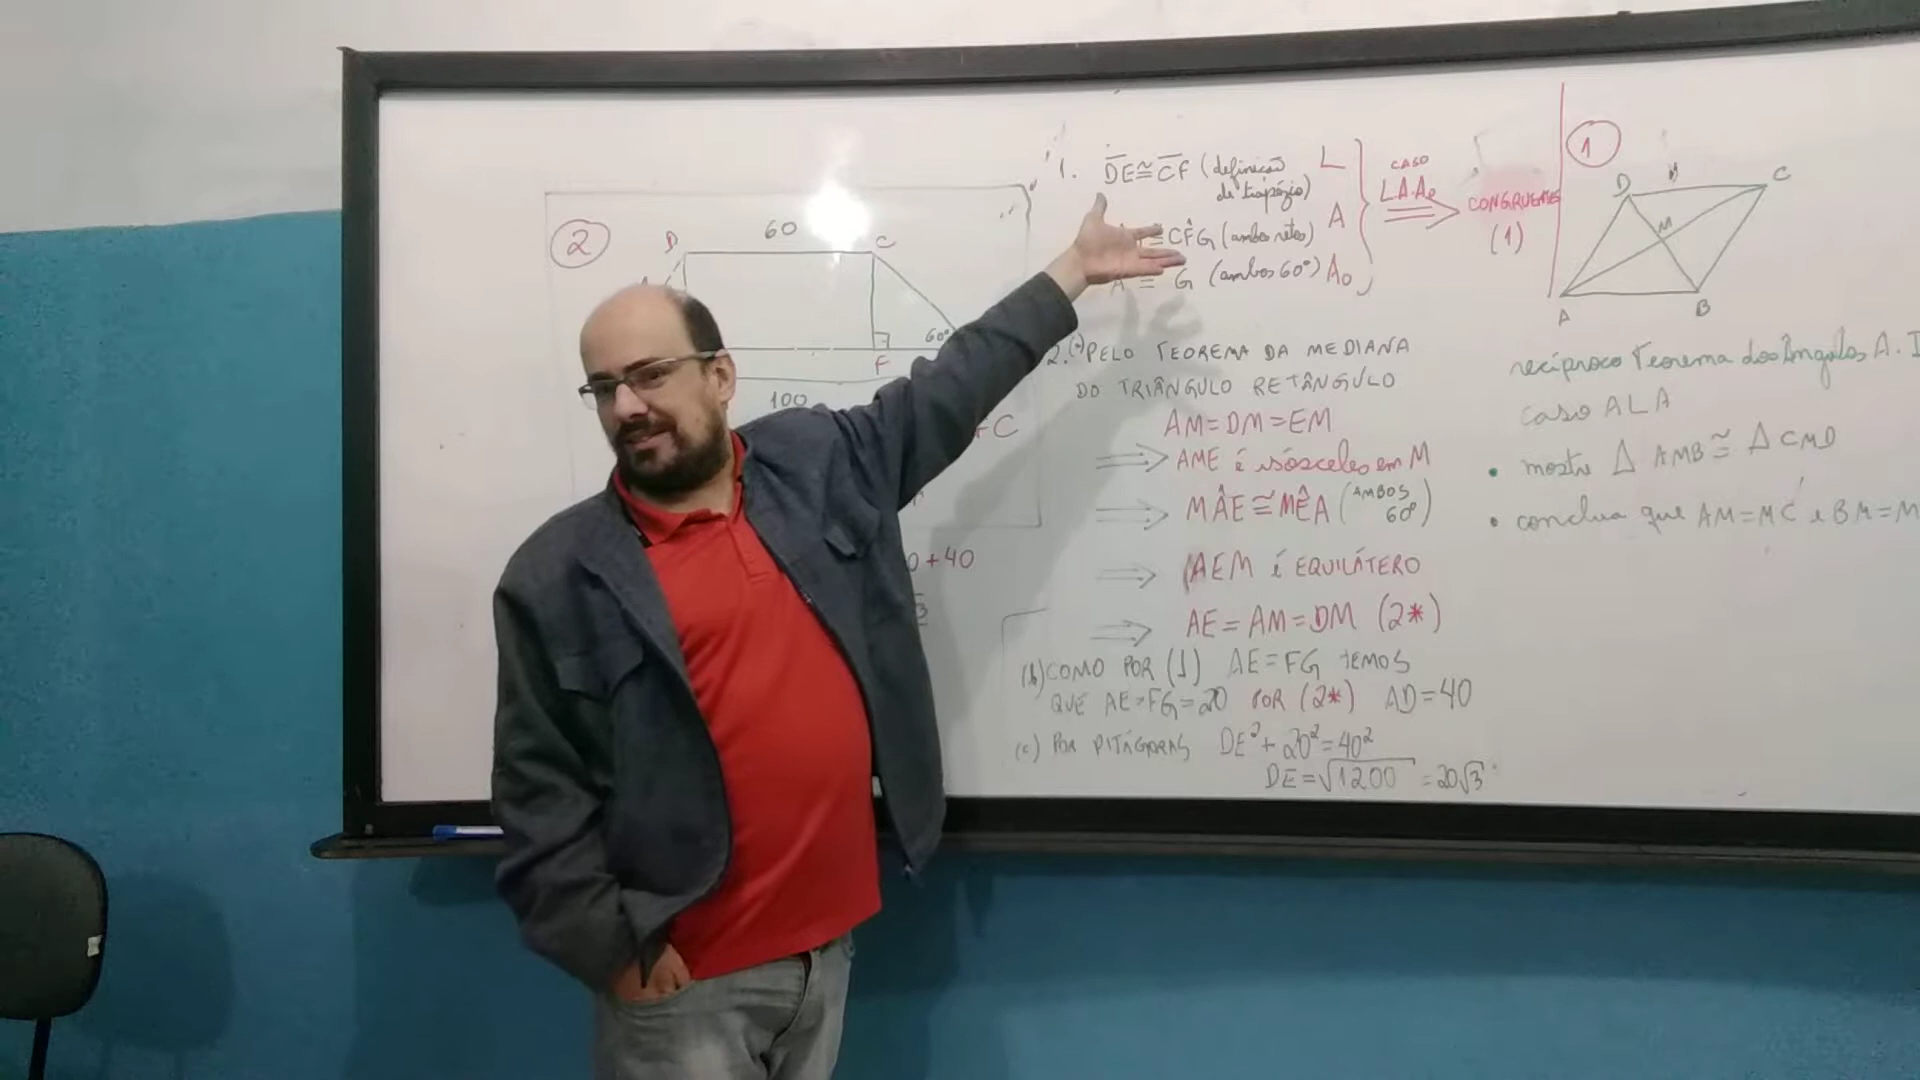 2
D
60
C
60°
F
100
+C
0+40
1. DE≅CF (definição
de trapézio) L
≅CF̂G (ambos retos) A
 = G (ambos 60°) Ao
CASO
LAAo
CONGRUENTES
(1)
2.(a) PELO TEOREMA DA MEDIANA
DO TRIÂNGULO RETÂNGULO
AM=DM=EM
⇒ AME é isósceles em M
⇒ MÂE≅MÊA (AMBOS
60°)
⇒ AEM é EQUILÁTERO
⇒ AE=AM=DM (2*)
(b) COMO POR (1) AE=FG TEMOS
QUE AE=FG=20 POR (2*) AD=40
(c) POR PITÁGORAS DE²+20²=40²
DE=√1200 =20√3
1
D
C
M
A
B
recíproco Teorema dos Ângulos A. I
caso ALA
• mostre Δ AMB≅ΔCMD
• conclua que AM=MC e BM=M